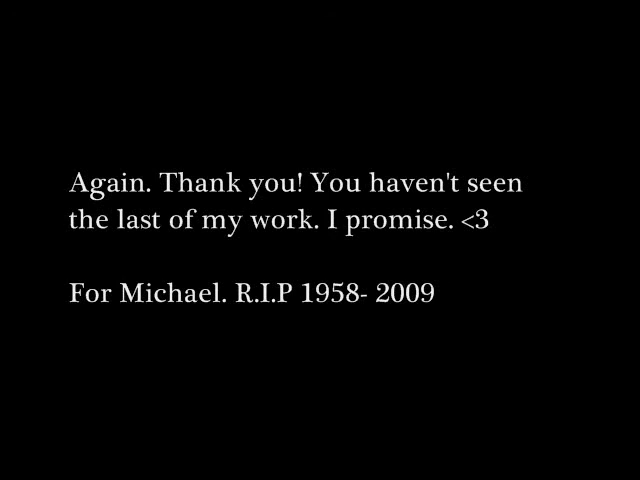 Again. Thank you! You haven't seen
the last of my work. I promise. <3
For Michael. R.I.P 1958- 2009